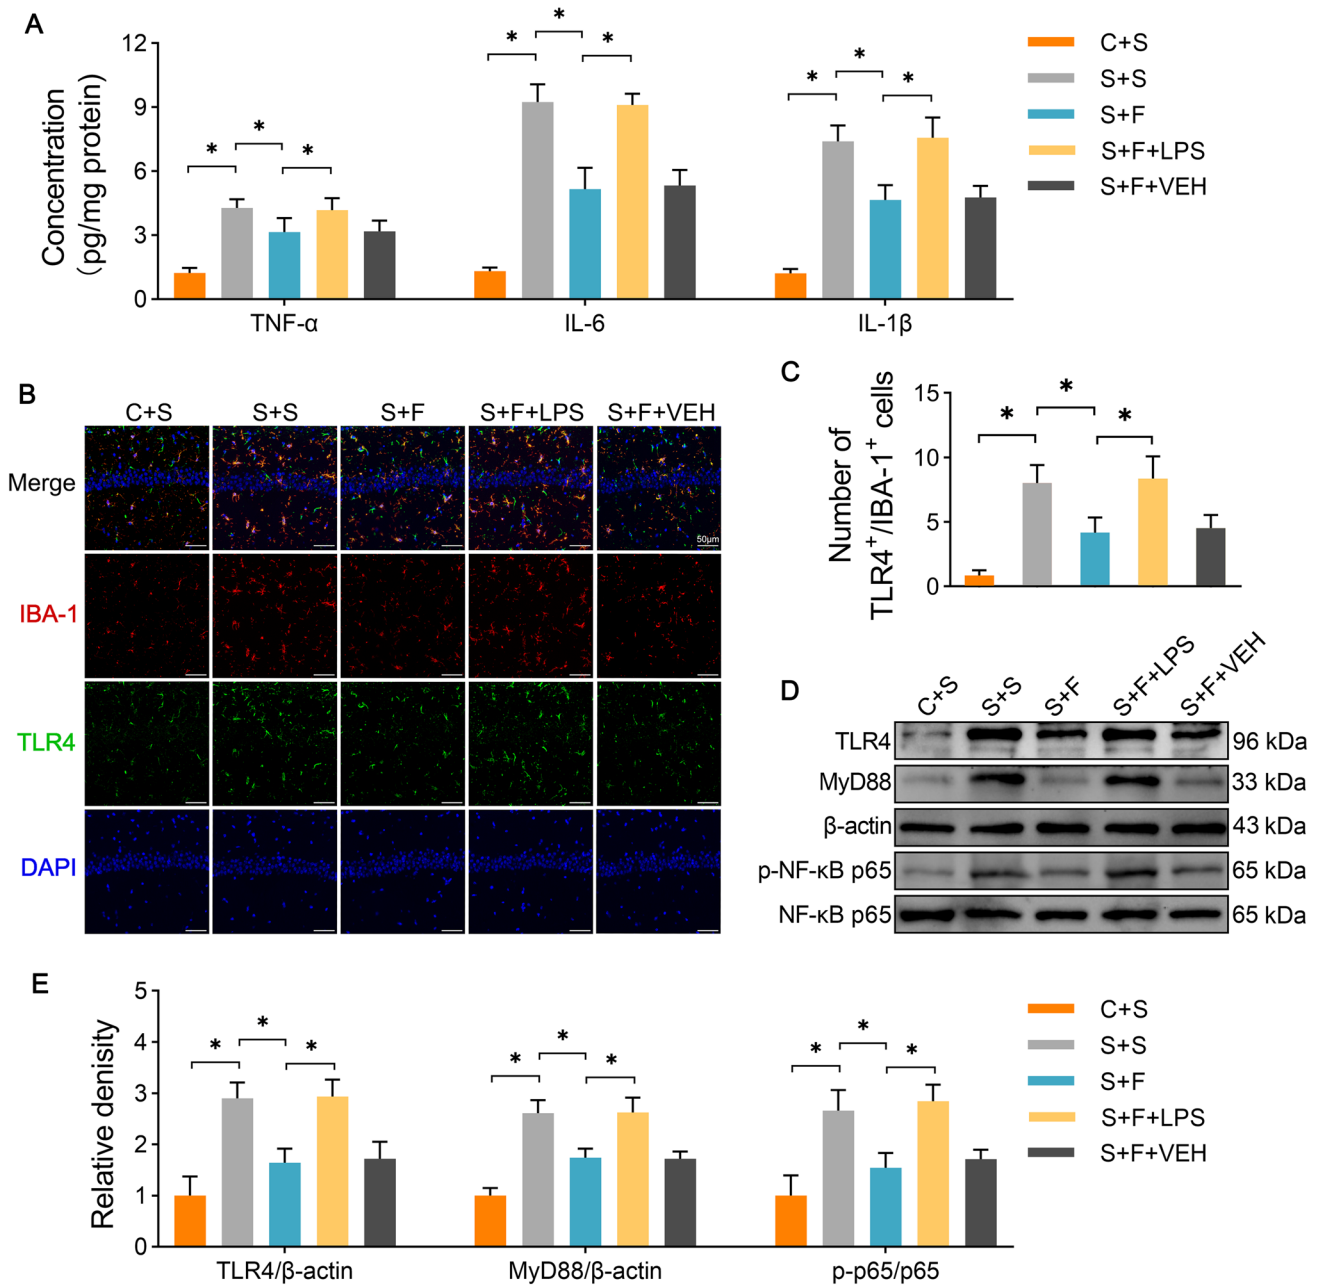 A
Concentration
(pg/mg protein)
12
9
6
3
0
* * *
* * *
* * *
TNF-α IL-6 IL-1β
C+S
S+S
S+F
S+F+LPS
S+F+VEH
B
C+S S+S S+F S+F+LPS S+F+VEH
Merge
50μm
IBA-1
TLR4
DAPI
C
Number of
TLR4+/IBA-1+ cells
15
10
5
0
* * *
D
C+S S+S S+F S+F+LPS S+F+VEH
TLR4 96 kDa
MyD88 33 kDa
β-actin 43 kDa
p-NF-κB p65 65 kDa
NF-κB p65 65 kDa
E
Relative denisity
5
4
3
2
1
0
* * *
* * *
* * *
TLR4/β-actin MyD88/β-actin p-p65/p65
C+S
S+S
S+F
S+F+LPS
S+F+VEH